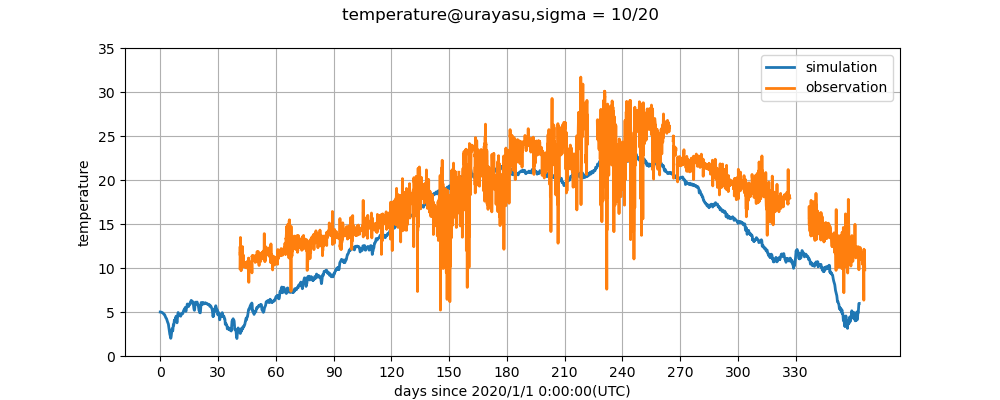 temperature@urayasu,sigma = 10/20
simulation
observation
temperature
35
30
25
20
15
10
5
0
0 30 60 90 120 150 180 210 240 270 300 330
days since 2020/1/1 0:00:00(UTC)